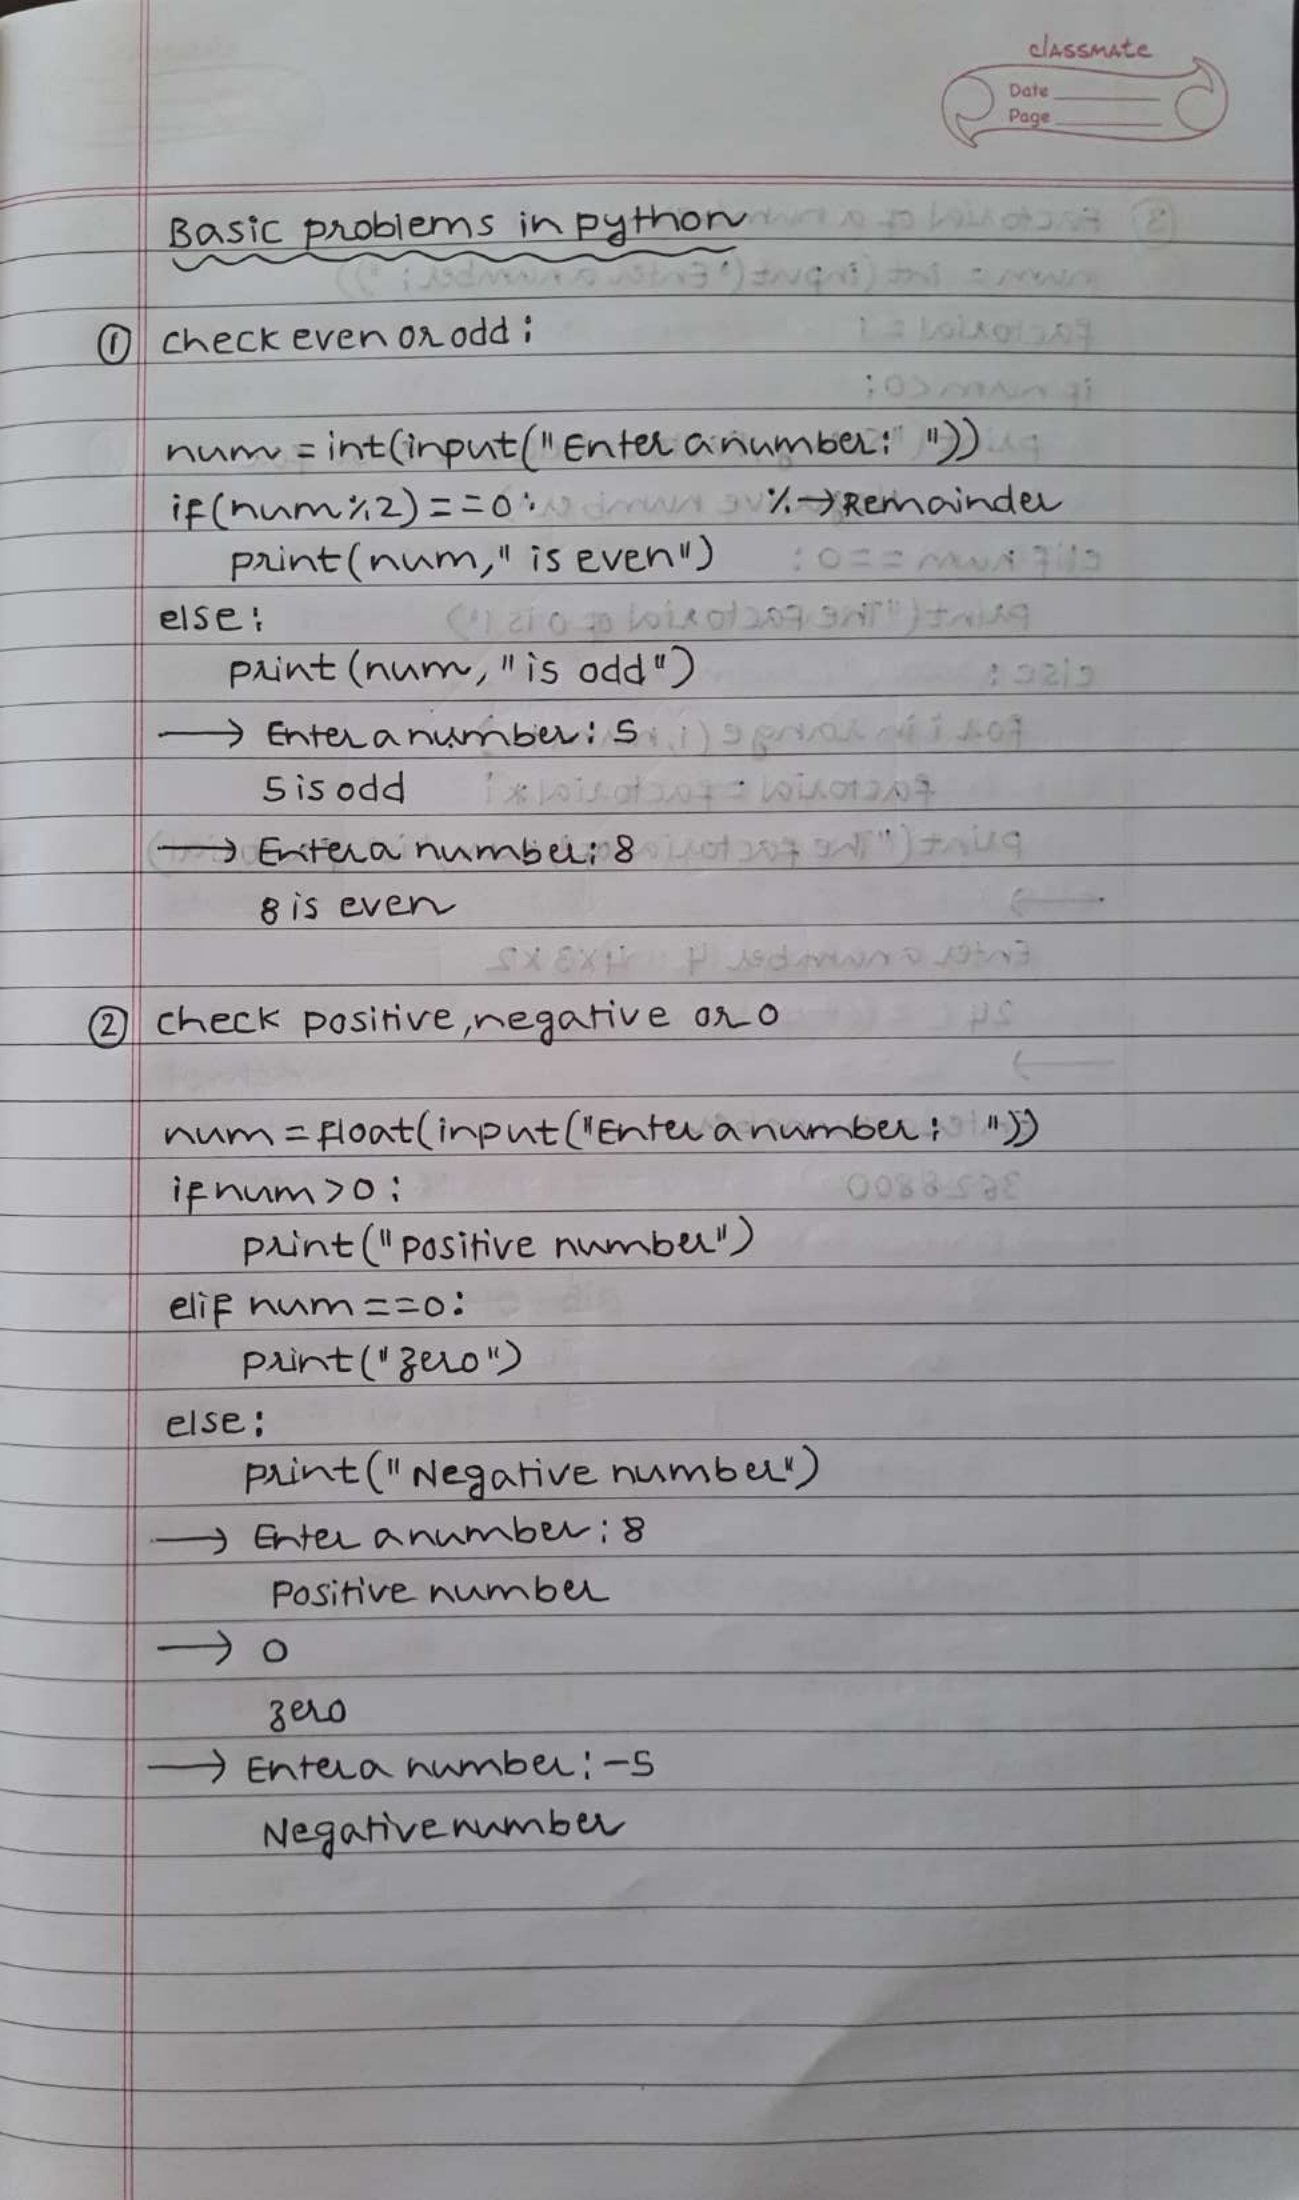 classmate
Date
Page
Basic problems in python
① check even or odd :
num = int(input("Enter a number: "))
if(num%2)==0: %→Remainder
print(num," is even")
else:
print(num," is odd")
→ Enter a number: 5
5 is odd
→ Enter a number: 8
8 is even
② check positive, negative or 0
num = float(input("Enter a number: "))
if num>0:
print("positive number")
elif num==0:
print("zero")
else:
print("Negative number")
→ Enter a number: 8
Positive number
→ 0
zero
→ Enter a number: -5
Negative number